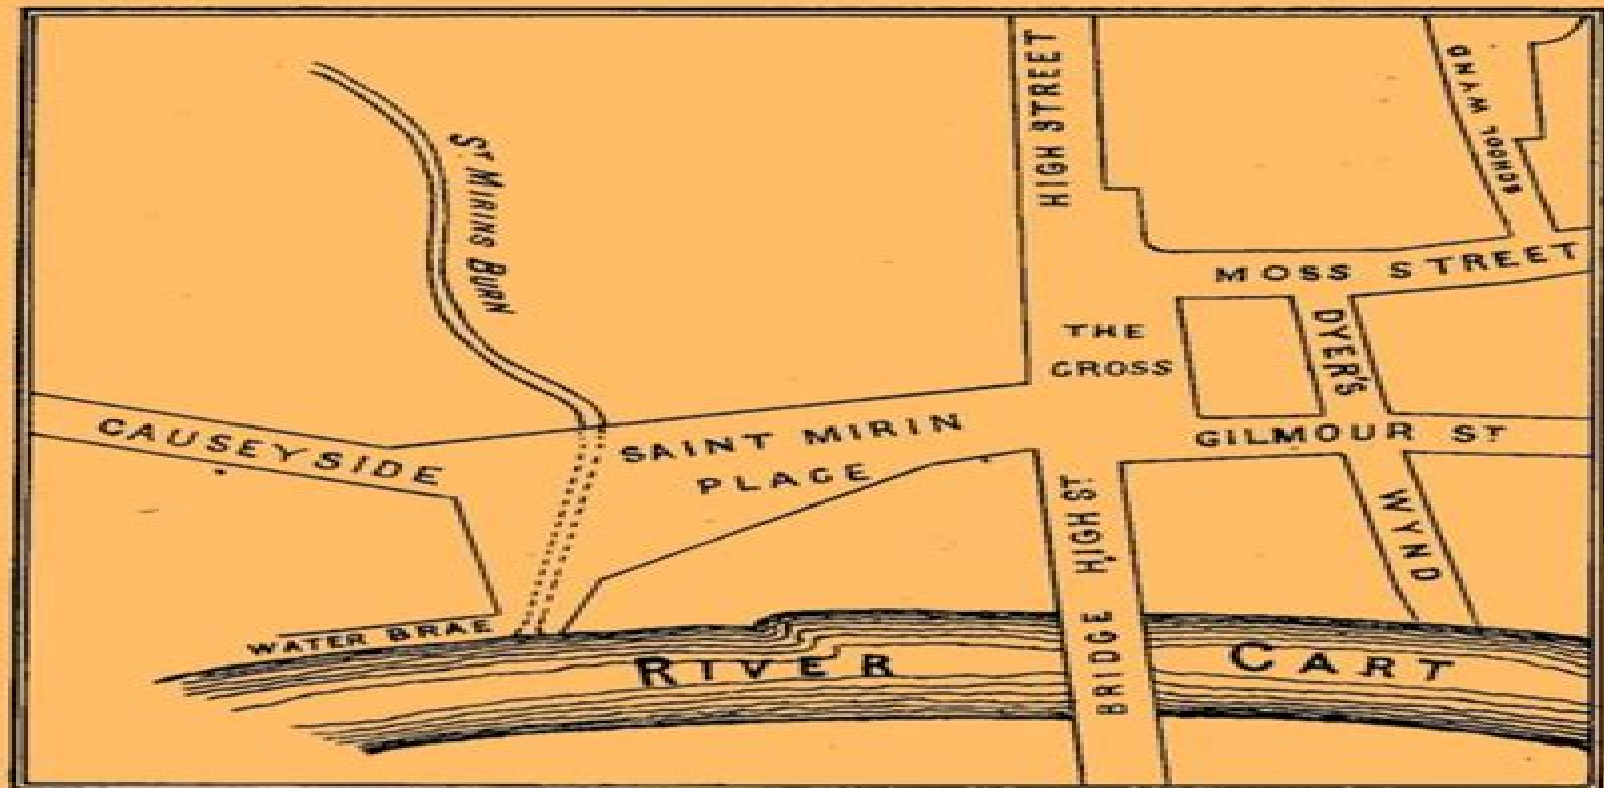 HIGH STREET
SCHOOL WYND
ST MIRINS BURN
MOSS STREET
THE
CROSS
DYER'S
WYND
CAUSEYSIDE
SAINT MIRIN
PLACE
GILMOUR ST
HIGH ST
BRIDGE
WATER BRAE
RIVER CART